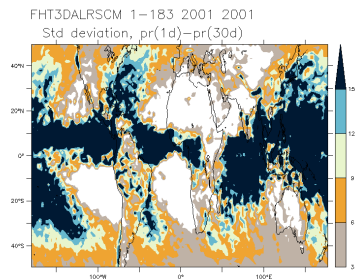 FHT3DALRSCM 1-183 2001 2001
Std deviation, pr(1d)-pr(30d)
40°N
20°N
0°
20°S
40°S
100°W
0°
100°E
15
12
9
6
3